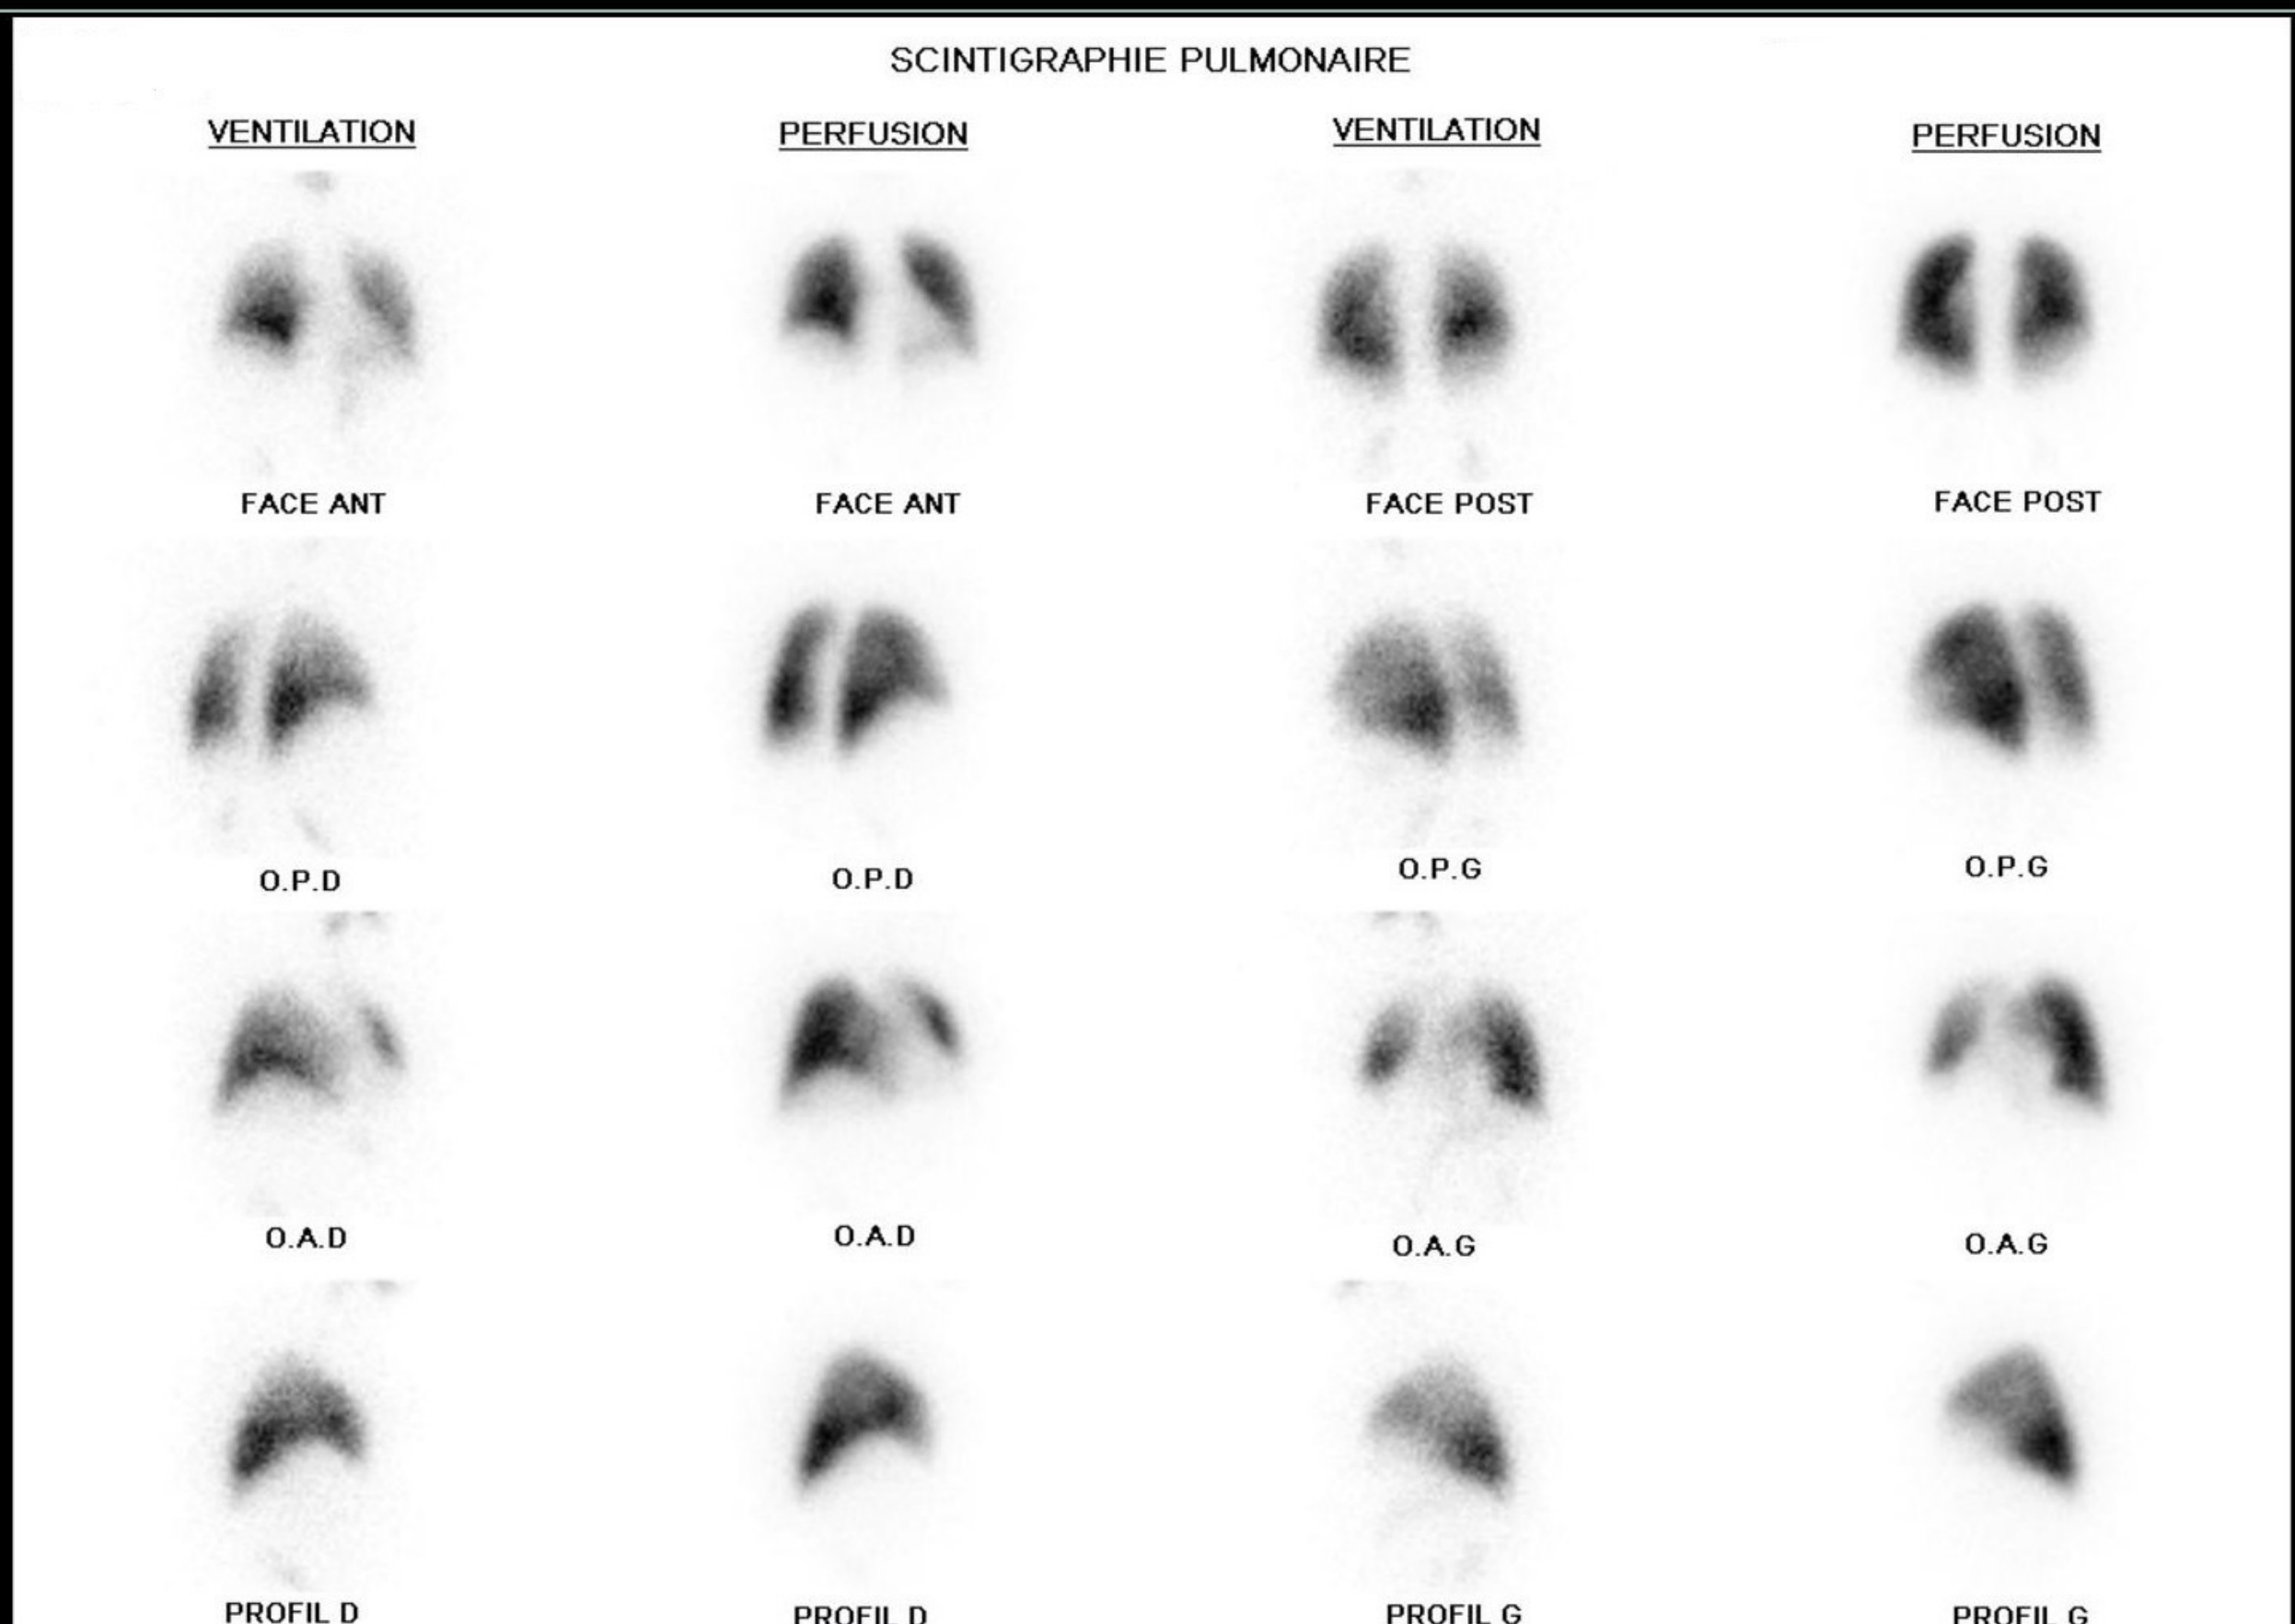 SCINTIGRAPHIE PULMONAIRE
VENTILATION PERFUSION VENTILATION PERFUSION
FACE ANT FACE ANT FACE POST FACE POST
O.P.D O.P.D O.P.G O.P.G
O.A.D O.A.D O.A.G O.A.G
PROFIL D PROFIL D PROFIL G PROFIL G